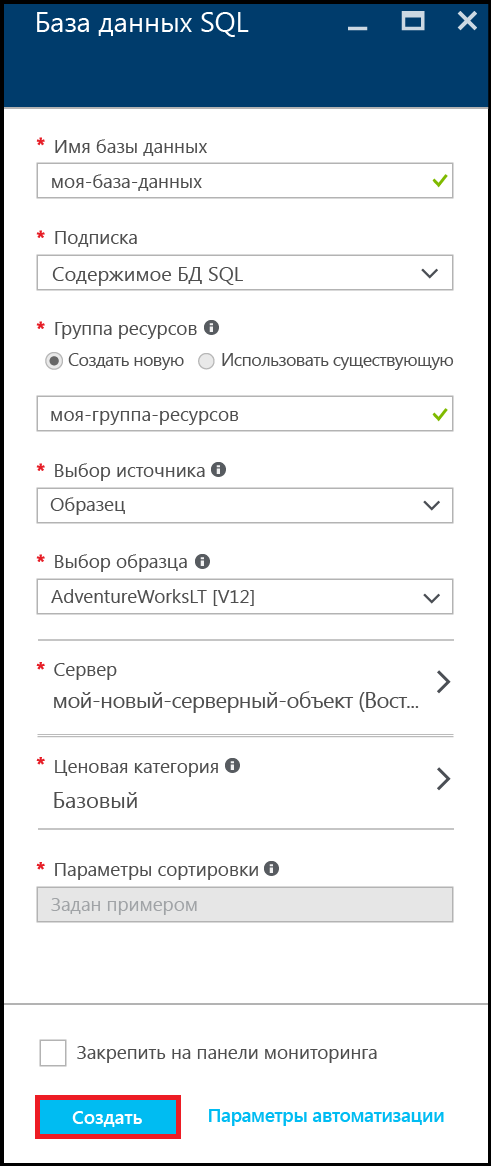 База данных SQL
* Имя базы данных
моя-база-данных
* Подписка
Содержимое БД SQL
* Группа ресурсов
Создать новую Использовать существующую
моя-группа-ресурсов
* Выбор источника
Образец
* Выбор образца
AdventureWorksLT [V12]
* Сервер
мой-новый-серверный-объект (Вост...
* Ценовая категория
Базовый
* Параметры сортировки
Задан примером
Закрепить на панели мониторинга
Создать Параметры автоматизации